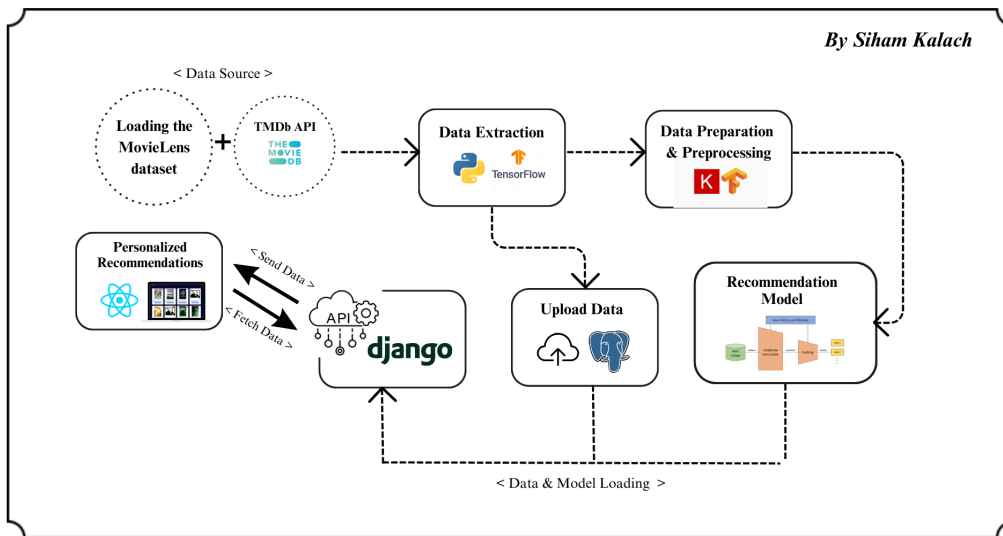 By Siham Kalach
< Data Source >
Loading the
MovieLens
dataset
+
TMDb API
THE
MOVIE
DB
Data Extraction
TensorFlow
Data Preparation
& Preprocessing
K
Personalized
Recommendations
< Send Data >
< Fetch Data >
API
django
Upload Data
Recommendation
Model
< Data & Model Loading >